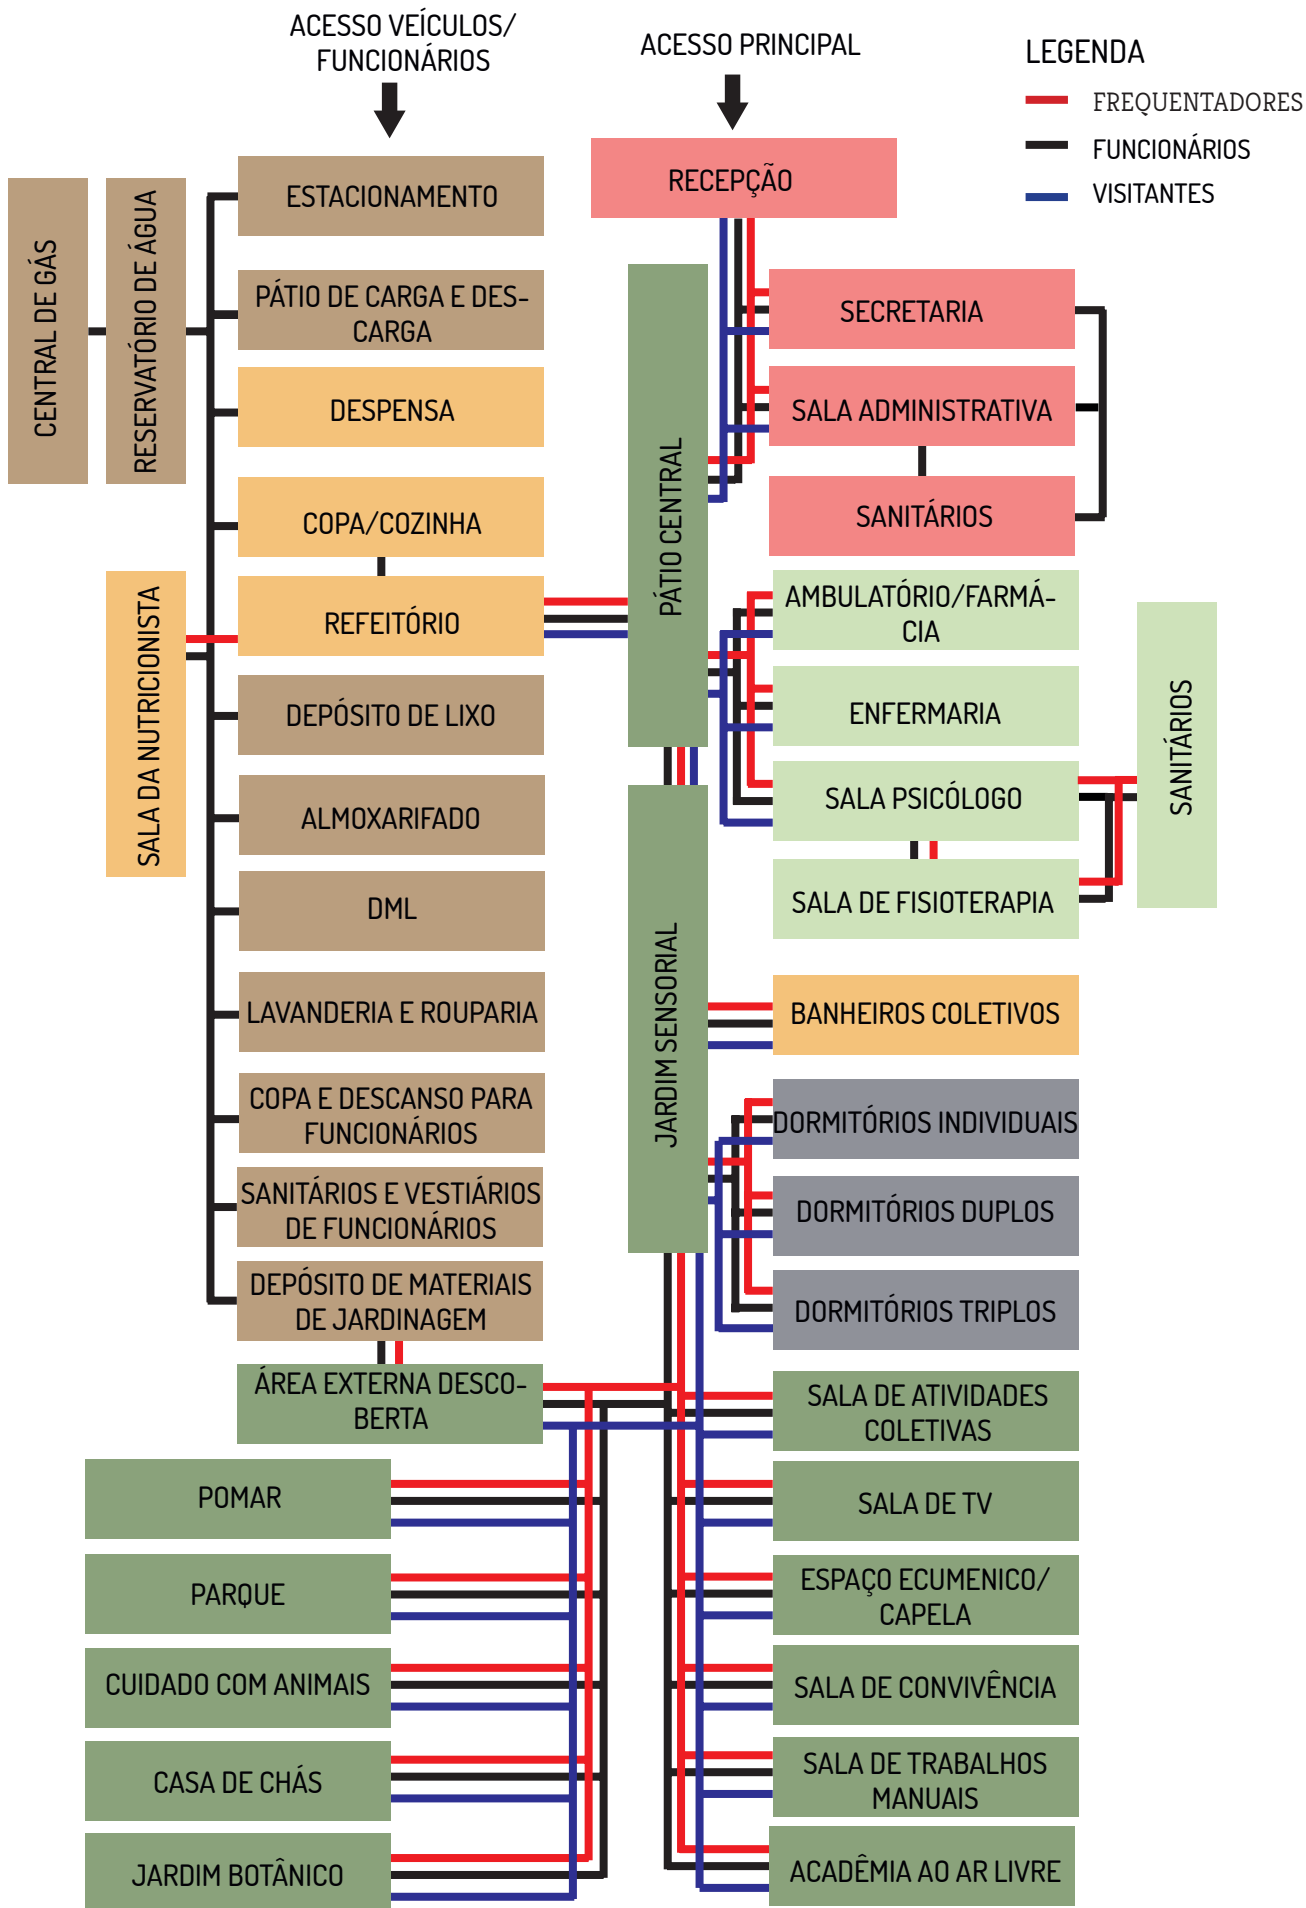 ACESSO VEÍCULOS/
FUNCIONÁRIOS
ACESSO PRINCIPAL
LEGENDA
FREQUENTADORES
FUNCIONÁRIOS
VISITANTES
CENTRAL DE GÁS
RESERVATÓRIO DE ÁGUA
ESTACIONAMENTO
PÁTIO DE CARGA E DES-
CARGA
DESPENSA
COPA/COZINHA
REFEITÓRIO
SALA DA NUTRICIONISTA
DEPÓSITO DE LIXO
ALMOXARIFADO
DML
LAVANDERIA E ROUPARIA
COPA E DESCANSO PARA
FUNCIONÁRIOS
SANITÁRIOS E VESTIÁRIOS
DE FUNCIONÁRIOS
DEPÓSITO DE MATERIAIS
DE JARDINAGEM
ÁREA EXTERNA DESCO-
BERTA
POMAR
PARQUE
CUIDADO COM ANIMAIS
CASA DE CHÁS
JARDIM BOTÂNICO
RECEPÇÃO
PÁTIO CENTRAL
SECRETARIA
SALA ADMINISTRATIVA
SANITÁRIOS
AMBULATÓRIO/FARMÁ-
CIA
ENFERMARIA
SALA PSICÓLOGO
SALA DE FISIOTERAPIA
SANITÁRIOS
JARDIM SENSORIAL
BANHEIROS COLETIVOS
DORMITÓRIOS INDIVIDUAIS
DORMITÓRIOS DUPLOS
DORMITÓRIOS TRIPLOS
SALA DE ATIVIDADES
COLETIVAS
SALA DE TV
ESPAÇO ECUMENICO/
CAPELA
SALA DE CONVIVÊNCIA
SALA DE TRABALHOS
MANUAIS
ACADÊMIA AO AR LIVRE